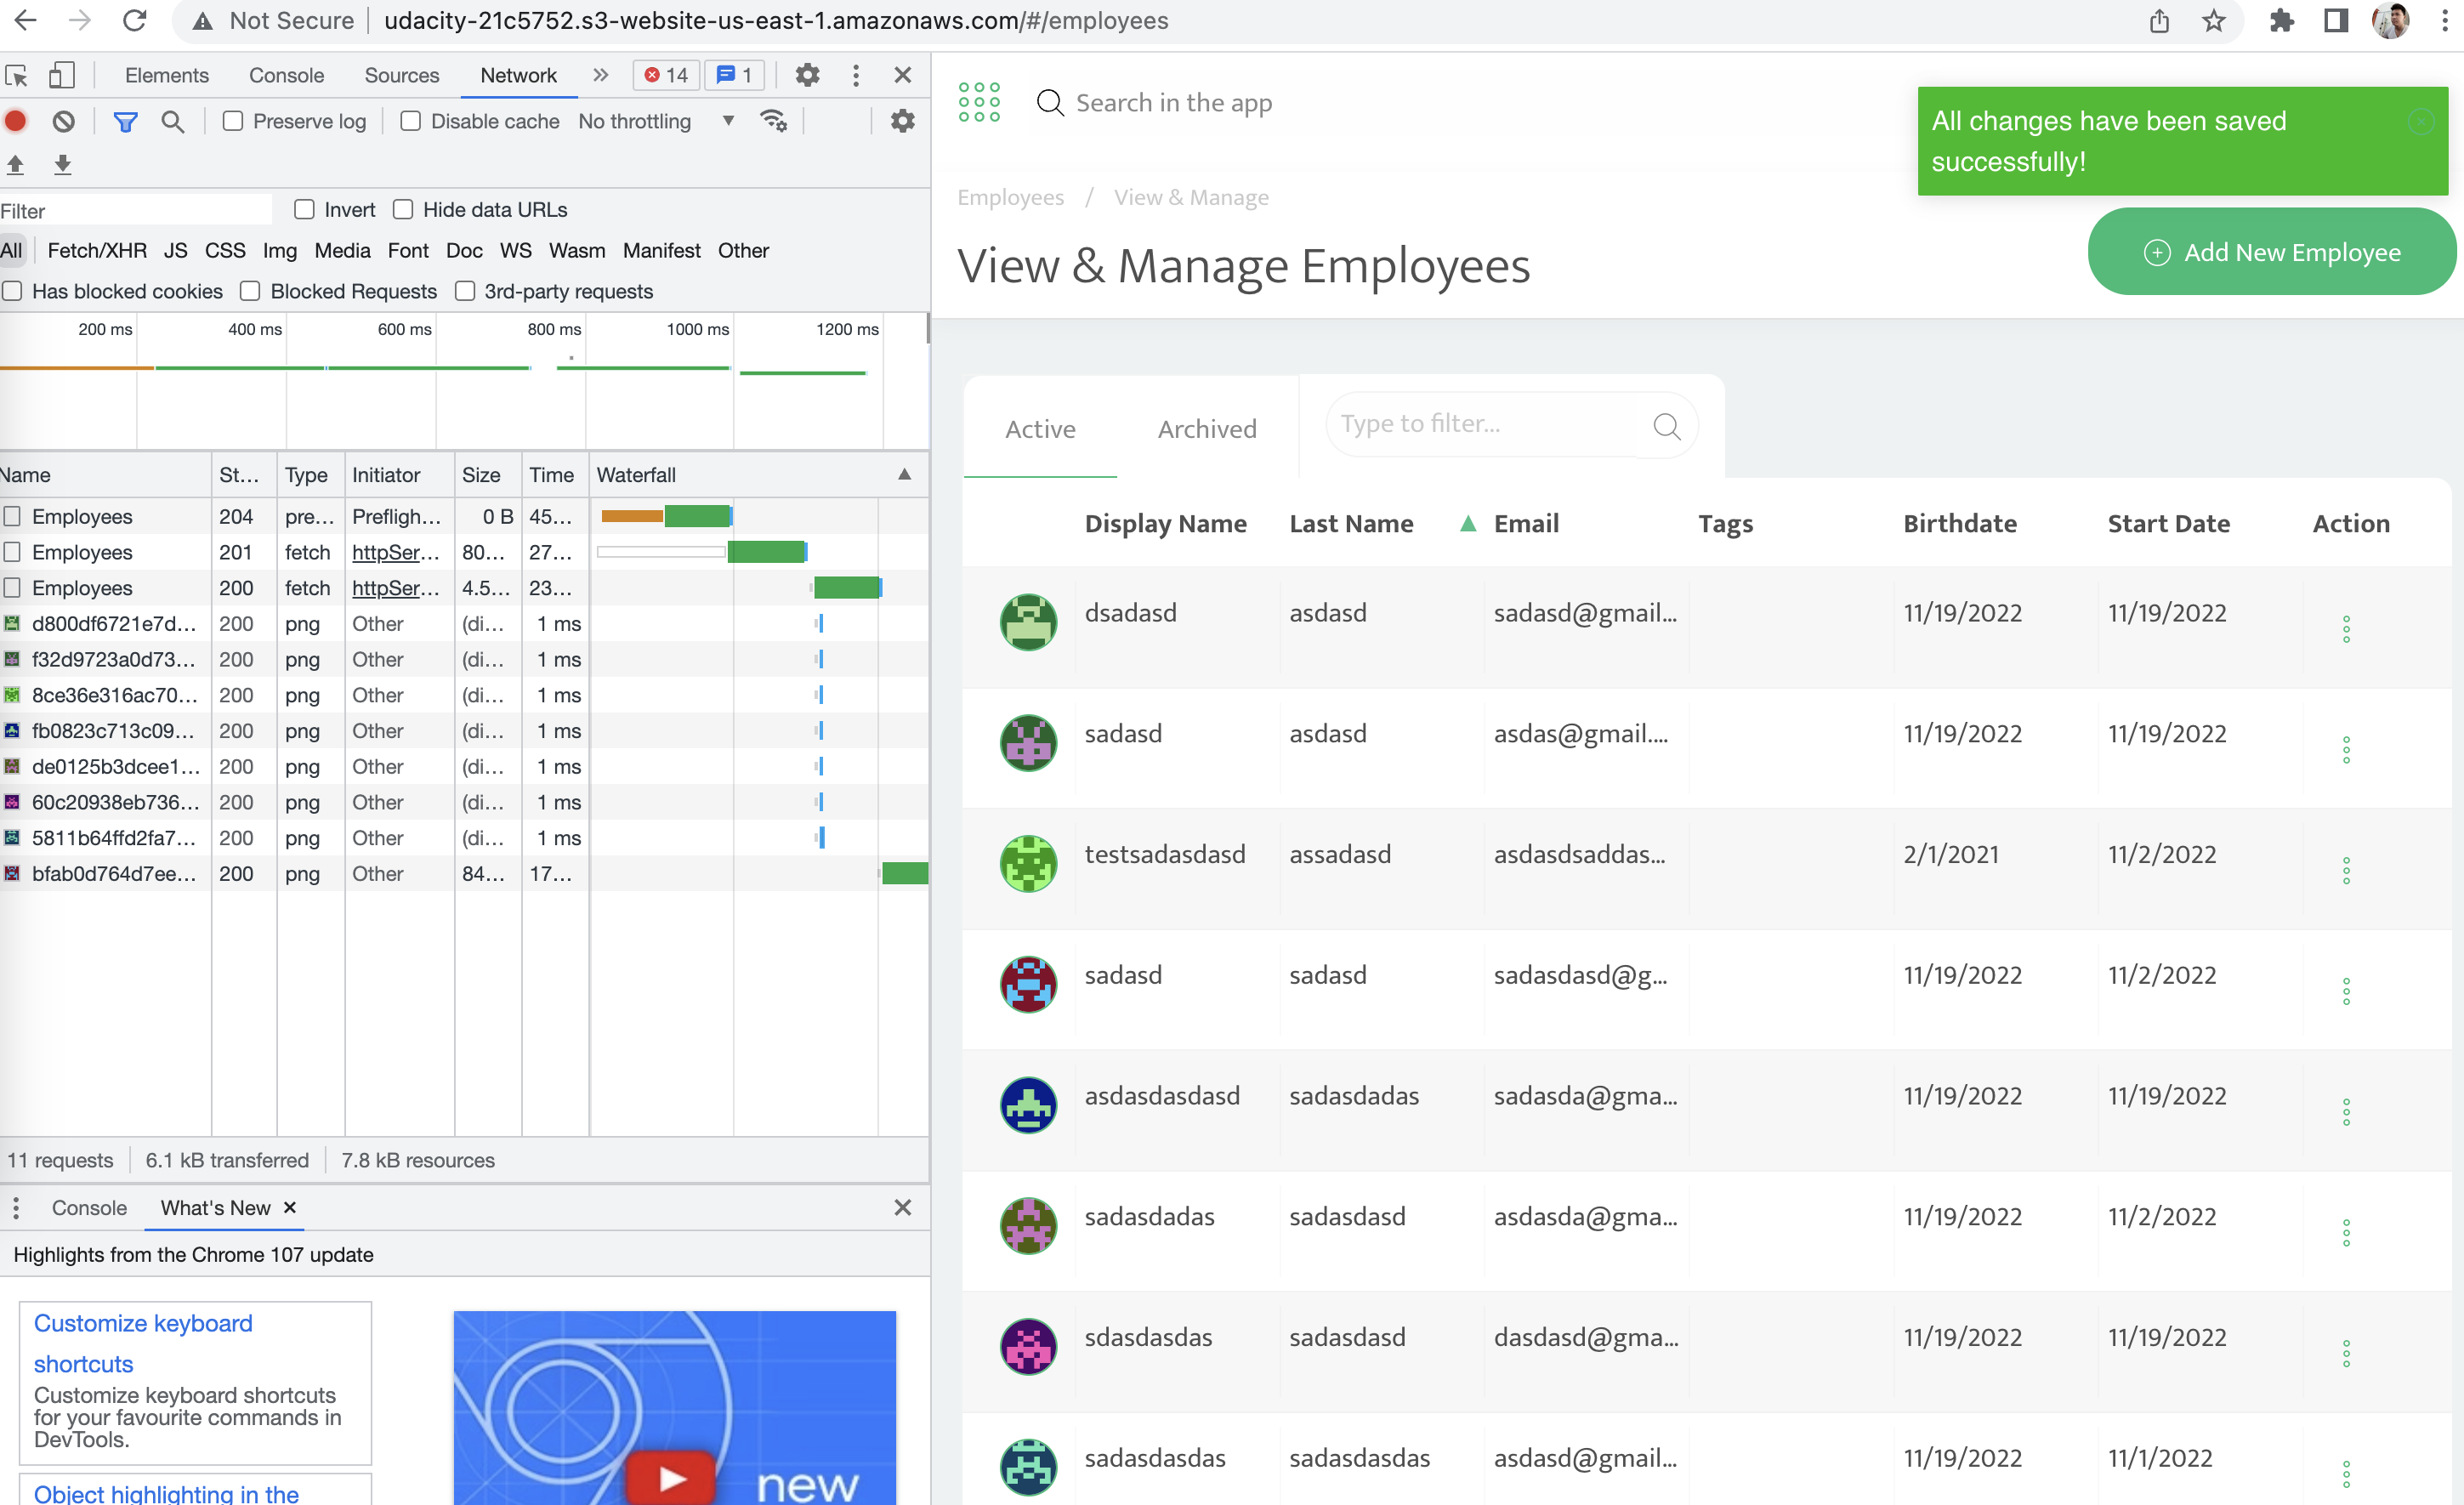 Not Secure udacity-21c5752.s3-website-us-east-1.amazonaws.com/#/employees
Elements Console Sources Network » 14 1
Preserve log Disable cache No throttling
Filter Invert Hide data URLs
All Fetch/XHR JS CSS Img Media Font Doc WS Wasm Manifest Other
Has blocked cookies Blocked Requests 3rd-party requests
200 ms 400 ms 600 ms 800 ms 1000 ms 1200 ms
Name St... Type Initiator Size Time Waterfall
Employees 204 pre... Prefligh... 0 B 45...
Employees 201 fetch httpSer... 80... 27...
Employees 200 fetch httpSer... 4.5... 23...
d800df6721e7d... 200 png Other (di... 1 ms
f32d9723a0d73... 200 png Other (di... 1 ms
8ce36e316ac70... 200 png Other (di... 1 ms
fb0823c713c09... 200 png Other (di... 1 ms
de0125b3dcee1... 200 png Other (di... 1 ms
60c20938eb736... 200 png Other (di... 1 ms
5811b64ffd2fa7... 200 png Other (di... 1 ms
bfab0d764d7ee... 200 png Other 84... 17...
11 requests 6.1 kB transferred 7.8 kB resources
Console What's New ×
Highlights from the Chrome 107 update
Customize keyboard
shortcuts
Customize keyboard shortcuts
for your favourite commands in
DevTools.
Object highlighting in the
new
Search in the app
All changes have been saved
successfully!
Employees / View & Manage
View & Manage Employees
Add New Employee
Active Archived Type to filter...
Display Name Last Name Email Tags Birthdate Start Date Action
dsadasd asdasd sadasd@gmail... 11/19/2022 11/19/2022
sadasd asdasd asdas@gmail.... 11/19/2022 11/19/2022
testsadasdasd assadasd asdasdsaddas... 2/1/2021 11/2/2022
sadasd sadasd sadasdasd@g... 11/19/2022 11/2/2022
asdasdasdasd sadasdadas sadasda@gma... 11/19/2022 11/19/2022
sadasdadas sadasdasd asdasda@gma... 11/19/2022 11/2/2022
sdasdasdas sadasdasd dasdasd@gma... 11/19/2022 11/19/2022
sadasdasdas sadasdasdas asdasd@gmail... 11/19/2022 11/1/2022